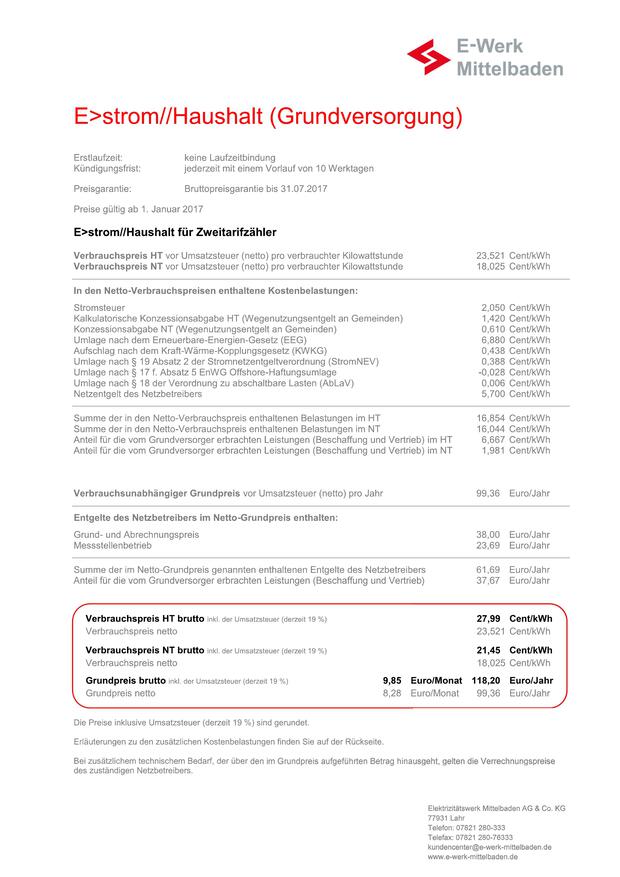 E-Werk
Mittelbaden
E>strom//Haushalt (Grundversorgung)
Erstlaufzeit: keine Laufzeitbindung
Kündigungsfrist: jederzeit mit einem Vorlauf von 10 Werktagen
Preisgarantie: Bruttopreisgarantie bis 31.07.2017
Preise gültig ab 1. Januar 2017
E>strom//Haushalt für Zweitarifzähler
Verbrauchspreis HT vor Umsatzsteuer (netto) pro verbrauchter Kilowattstunde 23,521 Cent/kWh
Verbrauchspreis NT vor Umsatzsteuer (netto) pro verbrauchter Kilowattstunde 18,025 Cent/kWh
In den Netto-Verbrauchspreisen enthaltene Kostenbelastungen:
Stromsteuer 2,050 Cent/kWh
Kalkulatorische Konzessionsabgabe HT (Wegenutzungsentgelt an Gemeinden) 1,420 Cent/kWh
Konzessionsabgabe NT (Wegenutzungsentgelt an Gemeinden) 0,610 Cent/kWh
Umlage nach dem Erneuerbare-Energien-Gesetz (EEG) 6,880 Cent/kWh
Aufschlag nach dem Kraft-Wärme-Kopplungsgesetz (KWKG) 0,438 Cent/kWh
Umlage nach § 19 Absatz 2 der Stromnetzentgeltverordnung (StromNEV) 0,388 Cent/kWh
Umlage nach § 17 f. Absatz 5 EnWG Offshore-Haftungsumlage -0,028 Cent/kWh
Umlage nach § 18 der Verordnung zu abschaltbare Lasten (AbLaV) 0,006 Cent/kWh
Netzentgelt des Netzbetreibers 5,700 Cent/kWh
Summe der in den Netto-Verbrauchspreis enthaltenen Belastungen im HT 16,854 Cent/kWh
Summe der in den Netto-Verbrauchspreis enthaltenen Belastungen im NT 16,044 Cent/kWh
Anteil für die vom Grundversorger erbrachten Leistungen (Beschaffung und Vertrieb) im HT 6,667 Cent/kWh
Anteil für die vom Grundversorger erbrachten Leistungen (Beschaffung und Vertrieb) im NT 1,981 Cent/kWh
Verbrauchsunabhängiger Grundpreis vor Umsatzsteuer (netto) pro Jahr 99,36 Euro/Jahr
Entgelte des Netzbetreibers im Netto-Grundpreis enthalten:
Grund- und Abrechnungspreis 38,00 Euro/Jahr
Messstellenbetrieb 23,69 Euro/Jahr
Summe der im Netto-Grundpreis genannten enthaltenen Entgelte des Netzbetreibers 61,69 Euro/Jahr
Anteil für die vom Grundversorger erbrachten Leistungen (Beschaffung und Vertrieb) 37,67 Euro/Jahr
Verbrauchspreis HT brutto inkl. der Umsatzsteuer (derzeit 19 %) 27,99 Cent/kWh
Verbrauchspreis netto 23,521 Cent/kWh
Verbrauchspreis NT brutto inkl. der Umsatzsteuer (derzeit 19 %) 21,45 Cent/kWh
Verbrauchspreis netto 18,025 Cent/kWh
Grundpreis brutto inkl. der Umsatzsteuer (derzeit 19 %) 9,85 Euro/Monat 118,20 Euro/Jahr
Grundpreis netto 8,28 Euro/Monat 99,36 Euro/Jahr
Die Preise inklusive Umsatzsteuer (derzeit 19 %) sind gerundet.
Erläuterungen zu den zusätzlichen Kostenbelastungen finden Sie auf der Rückseite.
Bei zusätzlichem technischem Bedarf, der über den im Grundpreis aufgeführten Betrag hinausgeht, gelten die Verrechnungspreise
des zuständigen Netzbetreibers.
Elektrizitätswerk Mittelbaden AG & Co. KG
77931 Lahr
Telefon: 07821 280-333
Telefax: 07821 280-76333
kundencenter@e-werk-mittelbaden.de
www.e-werk-mittelbaden.de